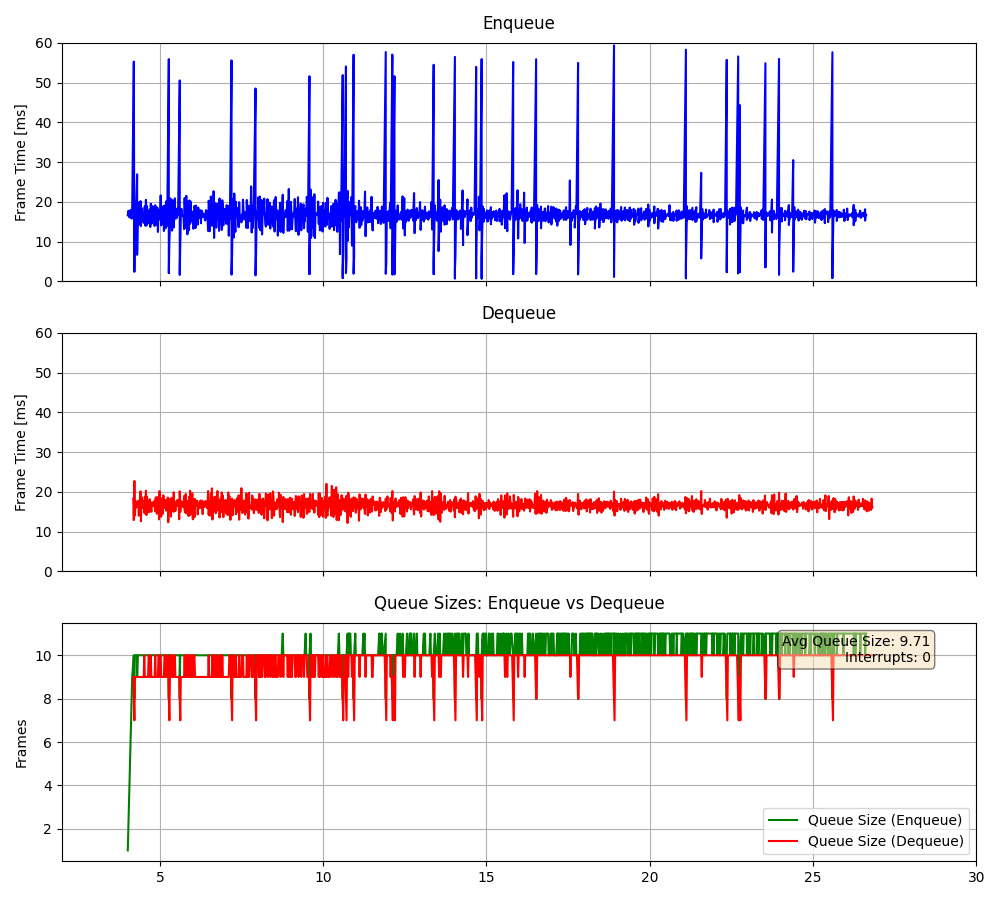 Enqueue
60
50
40
30
20
10
0
Frame Time [ms]
Dequeue
60
50
40
30
20
10
0
Frame Time [ms]
Queue Sizes: Enqueue vs Dequeue
Avg Queue Size: 9.71
Interrupts: 0
10
8
6
4
2
Frames
Queue Size (Enqueue)
Queue Size (Dequeue)
5 10 15 20 25 30